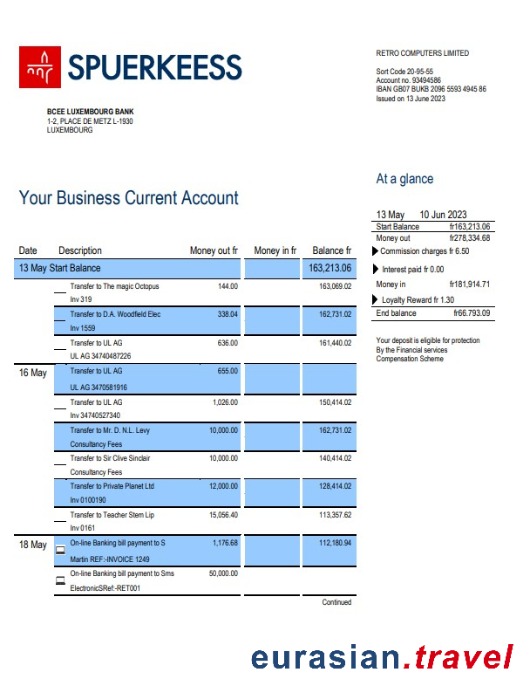 SPUERKEESS
RETRO COMPUTERS LIMITED
Sort Code 20-95-55
Account no. 93494586
IBAN GB07 BUKB 2096 5593 4945 86
Issued on 13 June 2023
BCEE LUXEMBOURG BANK
1-2, PLACE DE METZ L-1930
LUXEMBOURG
At a glance
13 May 10 Jun 2023
Start Balance fr163,213.06
Money out fr278,334.68
Commission charges fr 6.50
Interest paid fr 0.00
Money in fr181,914.71
Loyalty Reward fr 1.30
End balance fr66.793.09
Your deposit is eligible for protection
By the Financial services
Compensation Scheme
Your Business Current Account
Date Description Money out fr Money in fr Balance fr
13 May Start Balance 163,213.06
Transfer to The magic Octopus 144.00 163,069.02
Inv 319
Transfer to D.A. Woodfield Elec 338.04 162,731.02
Inv 1559
Transfer to UL AG 636.00 161,440.02
UL AG 34740487226
16 May Transfer to UL AG 655.00
UL AG 3470581916
Transfer to UL AG 1,026.00 150,414.02
Inv 34740527340
Transfer to Mr. D. N.L. Levy 10,000.00 162,731.02
Consultancy Fees
Transfer to Sir Clive Sinclair 10,000.00 140,414.02
Consultancy Fees
Transfer to Private Planet Ltd 12,000.00 128,414.02
Inv 0100190
Transfer to Teacher Stem Lip 15,056.40 113,357.62
Inv 0161
18 May On-line Banking bill payment to S 1,176.68 112,180.94
Martin REF:-INVOICE 1249
On-line Banking bill payment to Sms 50,000.00
ElectronicSRef:-RET001
Continued
eurasian.travel